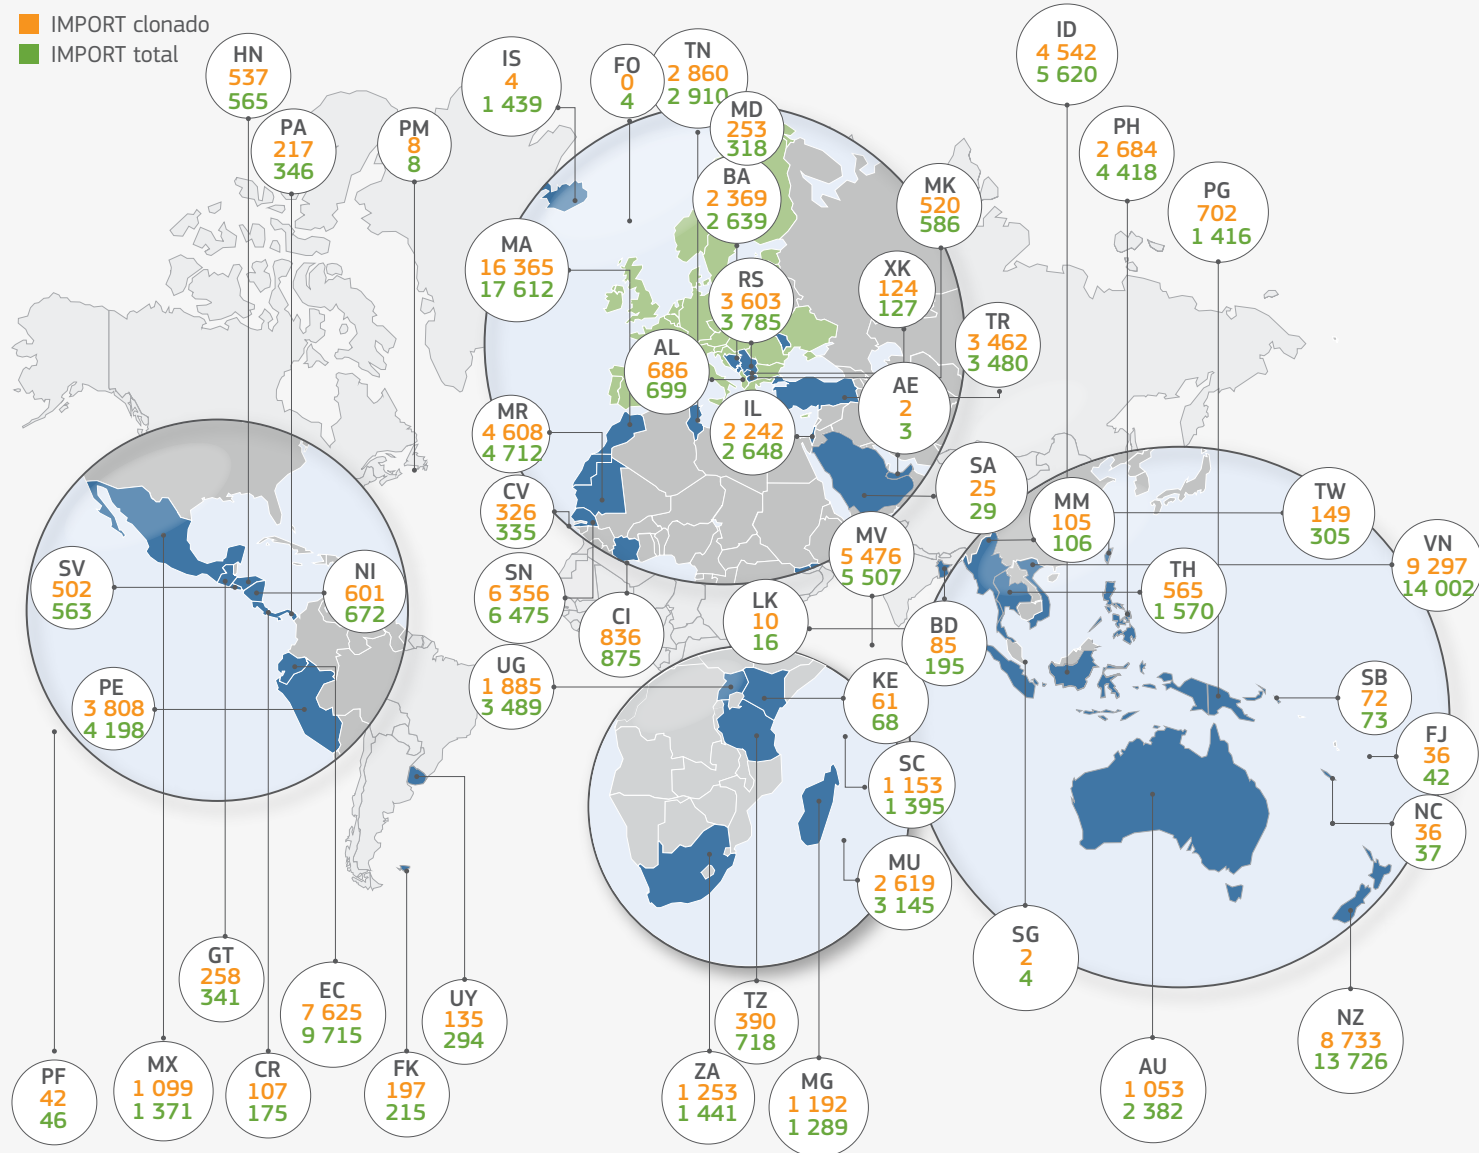 IMPORT clonado
IMPORT total
HN
537
565
PA
217
346
PM
8
8
IS
4
1 439
FO
0
4
TN
2 860
2 910
MD
253
318
BA
2 369
2 639
MK
520
586
ID
4 542
5 620
PH
2 684
4 418
PG
702
1 416
MA
16 365
17 612
RS
3 603
3 785
XK
124
127
TR
3 462
3 480
AL
686
699
AE
2
3
IL
2 242
2 648
MR
4 608
4 712
SA
25
29
CV
326
335
MM
105
106
TW
149
305
VN
9 297
14 002
MV
5 476
5 507
SV
502
563
NI
601
672
SN
6 356
6 475
CI
836
875
LK
10
16
TH
565
1 570
BD
85
195
UG
1 885
3 489
KE
61
68
PE
3 808
4 198
SB
72
73
FJ
36
42
SC
1 153
1 395
NC
36
37
MU
2 619
3 145
SG
2
4
GT
258
341
EC
7 625
9 715
UY
135
294
TZ
390
718
NZ
8 733
13 726
PF
42
46
MX
1 099
1 371
CR
107
175
FK
197
215
ZA
1 253
1 441
MG
1 192
1 289
AU
1 053
2 382